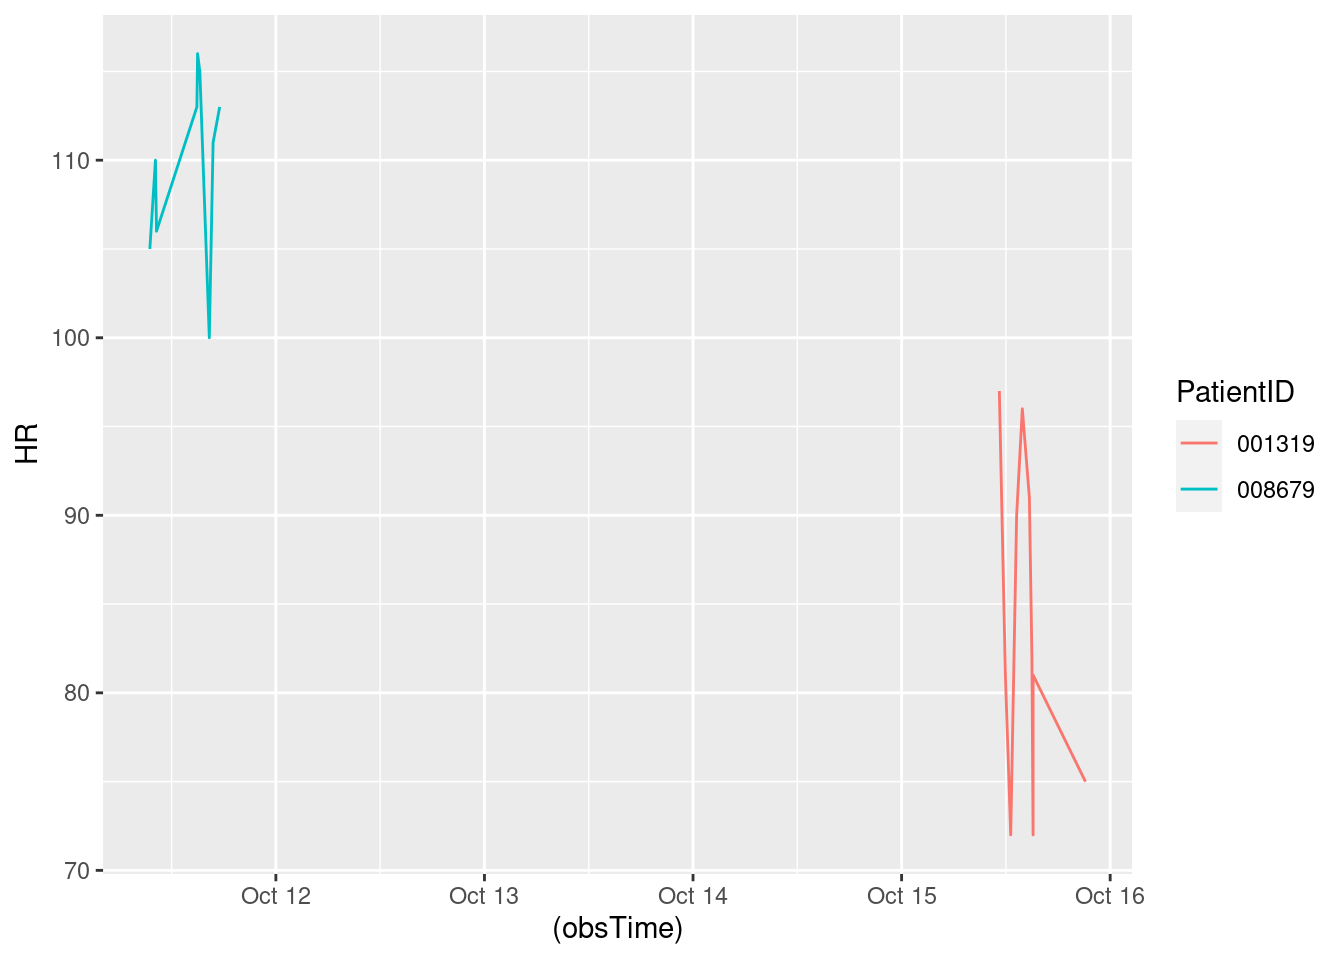 110
100
90
80
70
HR
Oct 12
Oct 13
Oct 14
Oct 15
Oct 16
(obsTime)
PatientID
001319
008679